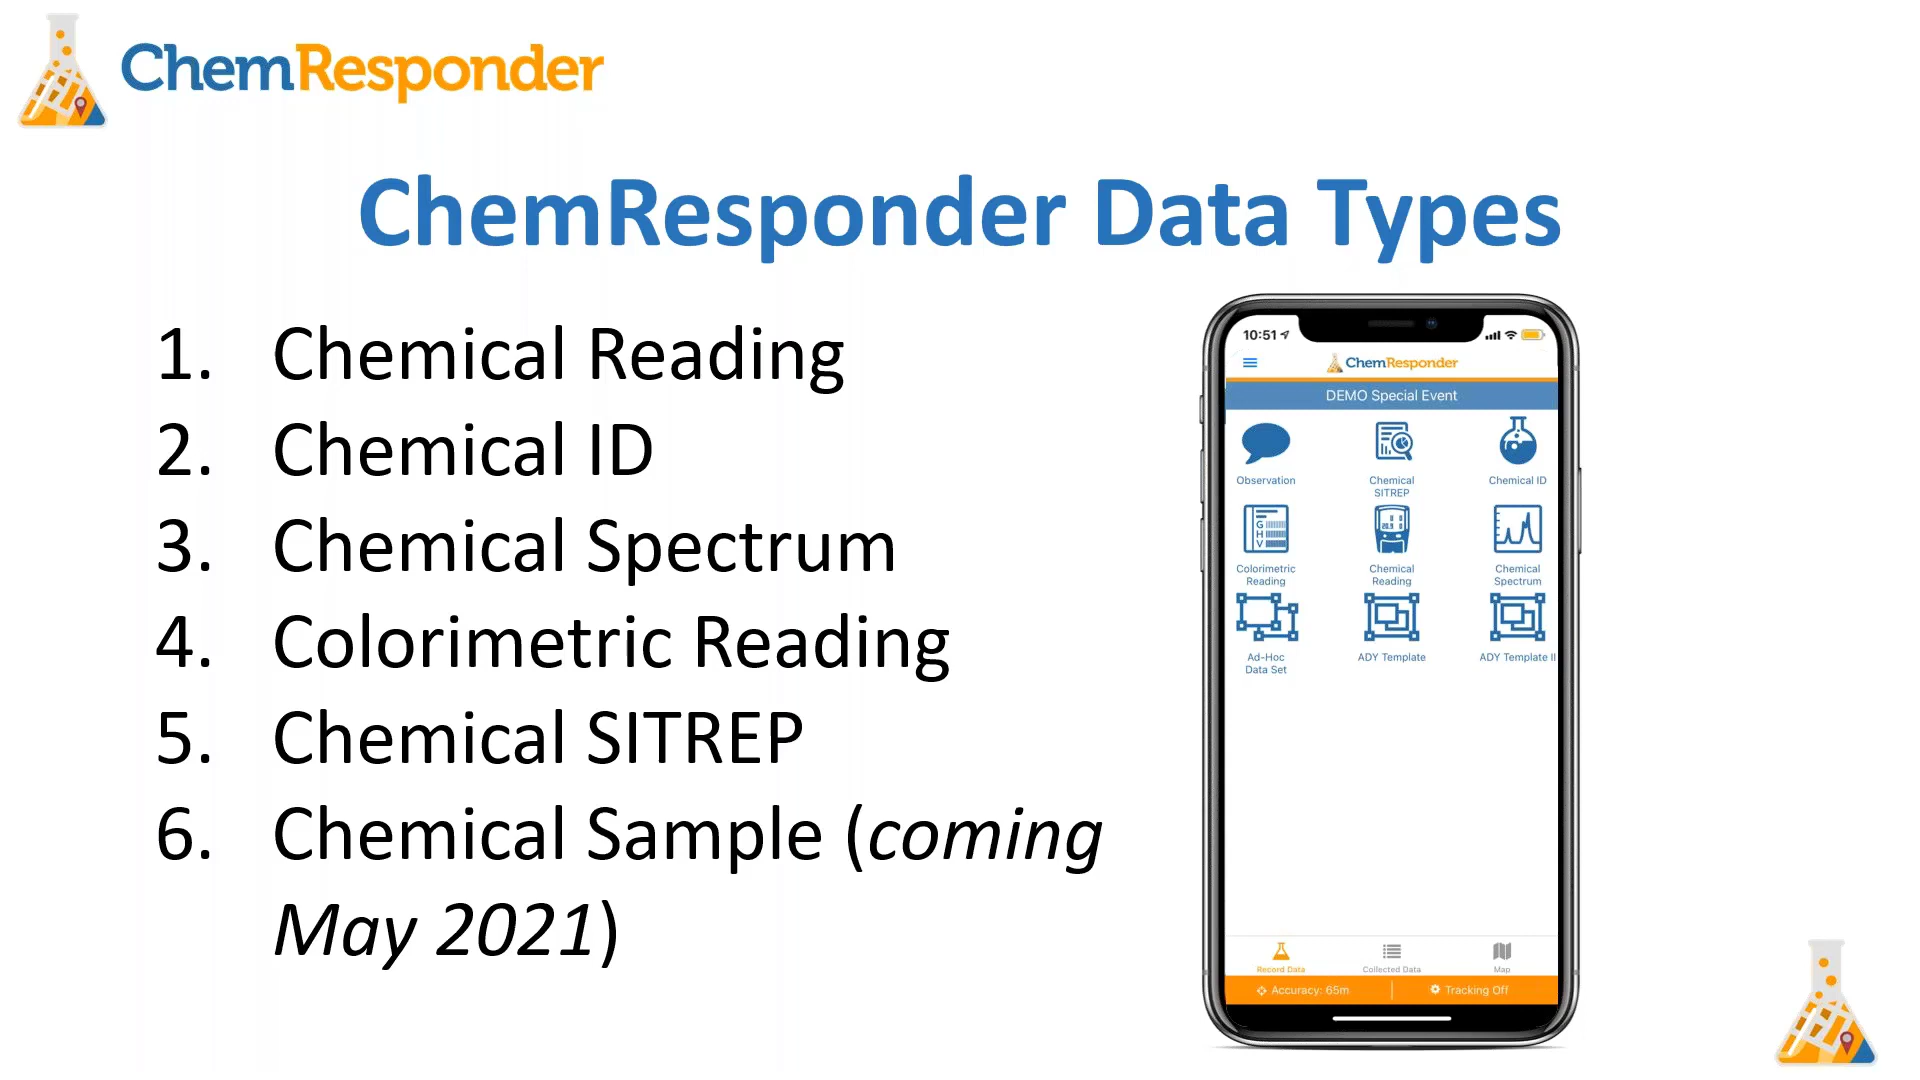 ChemResponder
ChemResponder Data Types
1. Chemical Reading
2. Chemical ID
3. Chemical Spectrum
4. Colorimetric Reading
5. Chemical SITREP
6. Chemical Sample (coming
May 2021)
10:51
ChemResponder
DEMO Special Event
Observation
Chemical
SITREP
Chemical ID
G
H
V
Colorimetric
Reading
Chemical
Reading
Chemical
Spectrum
Ad-Hoc
Data Set
ADY Template
ADY Template II
Record Data
Collected Data
Map
Accuracy: 65m
Tracking Off